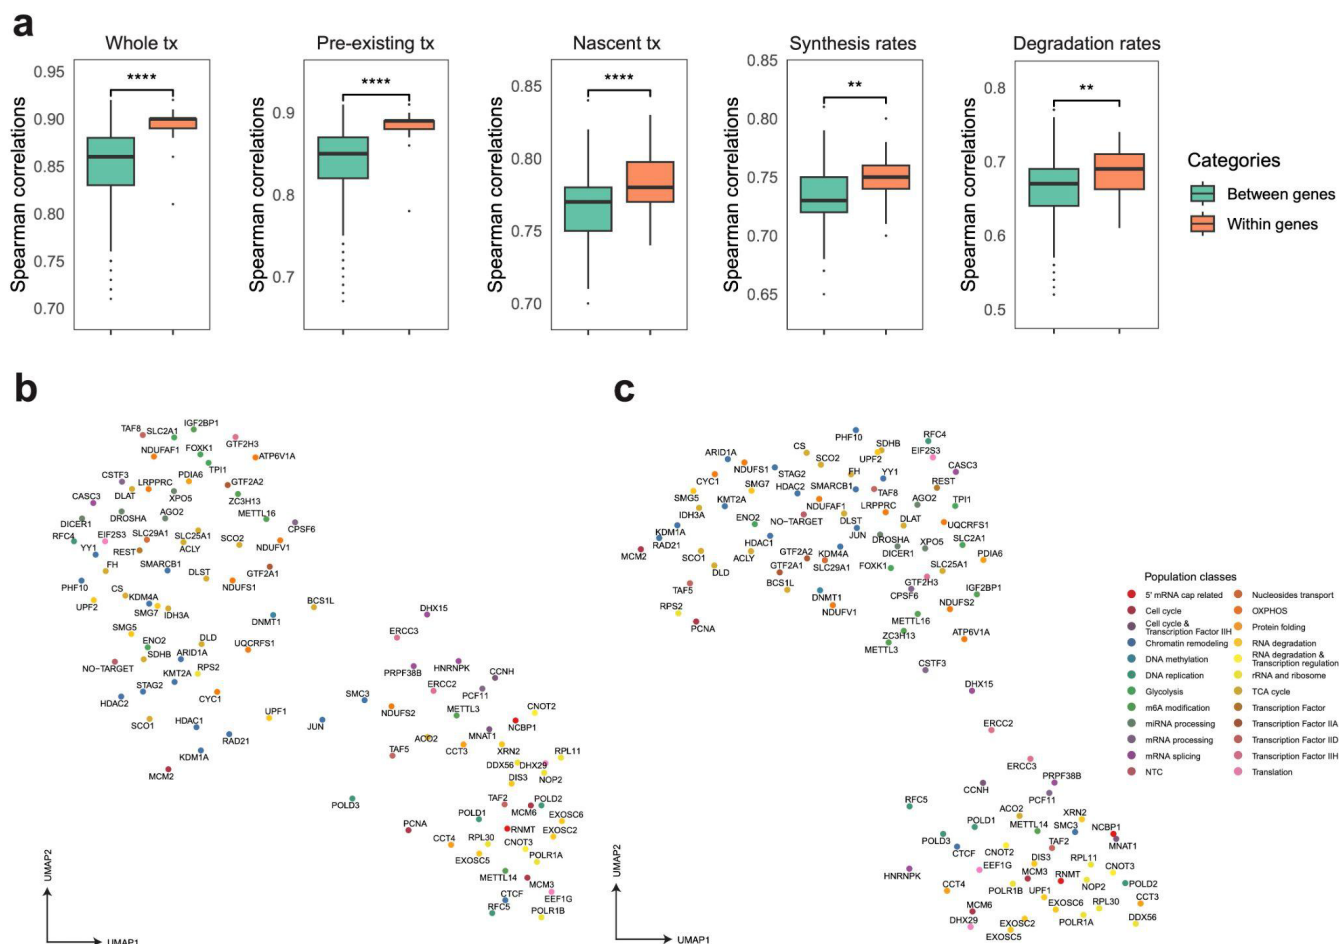 a
Whole tx
Pre-existing tx
Nascent tx
Synthesis rates
Degradation rates
Spearman correlations
0.95
0.90
0.85
0.80
0.75
0.70
****
Spearman correlations
0.9
0.8
0.7
****
Spearman correlations
0.85
0.80
0.75
0.70
****
Spearman correlations
0.85
0.80
0.75
0.70
0.65
**
Spearman correlations
0.8
0.7
0.6
0.5
**
Categories
Between genes
Within genes
b
IGF2BP1
TAF8
SLC2A1
GTF2H3
NDUFAF1
FOXK1
ATP6V1A
TPI1
CSTF3
LRPPRC
PDIA6
GTF2A2
DLAT
XPO5
ZC3H13
CASC3
DROSHA
AGO2
METTL16
DICER1
CPSF6
RFC4
EIF2S3
SLC29A1
SLC25A1
SCO2
YY1
REST
ACLY
NDUFV1
FH
SMARCB1
DLST
GTF2A1
PHF10
CS
NDUFS1
UPF2
KDM4A
SMG7
IDH3A
BCS1L
DHX15
SMG5
DNMT1
ERCC3
ENO2
DLD
UQCRFS1
SDHB
ARID1A
NO-TARGET
KMT2A
RPS2
PRPF38B
HNRNPK
CCNH
STAG2
ERCC2
PCF11
HDAC2
CYC1
SMC3
NDUFS2
METTL3
CNOT2
SCO1
HDAC1
UPF1
JUN
NCBP1
RAD21
ACO2
MNAT1
KDM1A
TAF5
CCT3
XRN2
RPL11
MCM2
DDX56
DHX29
DIS3
NOP2
POLD3
TAF2
POLD2
POLD1
MCM6
EXOSC6
PCNA
RNMT
EXOSC2
CCT4
RPL30
CNOT3
EXOSC5
POLR1A
METTL14
MCM3
CTCF
EEF1G
RFC5
POLR1B
UMAP2
UMAP1
c
PHF10
RFC4
CS
SDHB
EIF2S3
ARID1A
SCO2
UPF2
NDUFS1
STAG2
FH
YY1
CASC3
CYC1
SMG7
HDAC2
SMARCB1
TAF8
REST
SMG5
KMT2A
NDUFAF1
LRPPRC
AGO2
TPI1
IDH3A
ENO2
NO-TARGET
DLST
DLAT
UQCRFS1
KDM1A
JUN
RAD21
HDAC1
DROSHA
XPO5
SLC2A1
MCM2
SCO1
ACLY
GTF2A2
KDM4A
DICER1
PDIA6
DLD
GTF2A1
SLC29A1
FOXK1
SLC25A1
TAF5
BCS1L
GTF2H3
CPSF6
IGF2BP1
RPS2
DNMT1
NDUFS2
PCNA
NDUFV1
METTL16
ZC3H13
ATP6V1A
METTL3
CSTF3
DHX15
ERCC2
ERCC3
CCNH
PRPF38B
PCF11
RFC5
ACO2
XRN2
POLD1
METTL14
SMC3
NCBP1
POLD3
TAF2
MNAT1
CTCF
CNOT2
DIS3
RPL11
HNRNPK
EEF1G
MCM3
RNMT
CNOT3
CCT4
POLR1B
UPF1
NOP2
POLD2
MCM6
EXOSC6
RPL30
CCT3
DHX29
EXOSC2
POLR1A
DDX56
EXOSC5
UMAP2
UMAP1
Population classes
5' mRNA cap related
Cell cycle
Cell cycle &
Transcription Factor IIH
Chromatin remodeling
DNA methylation
DNA replication
Glycolysis
m6A modification
miRNA processing
mRNA processing
mRNA splicing
NTC
Nucleosides transport
OXPHOS
Protein folding
RNA degradation
RNA degradation &
Transcription regulation
rRNA and ribosome
TCA cycle
Transcription Factor
Transcription Factor IIA
Transcription Factor IID
Transcription Factor IIH
Translation